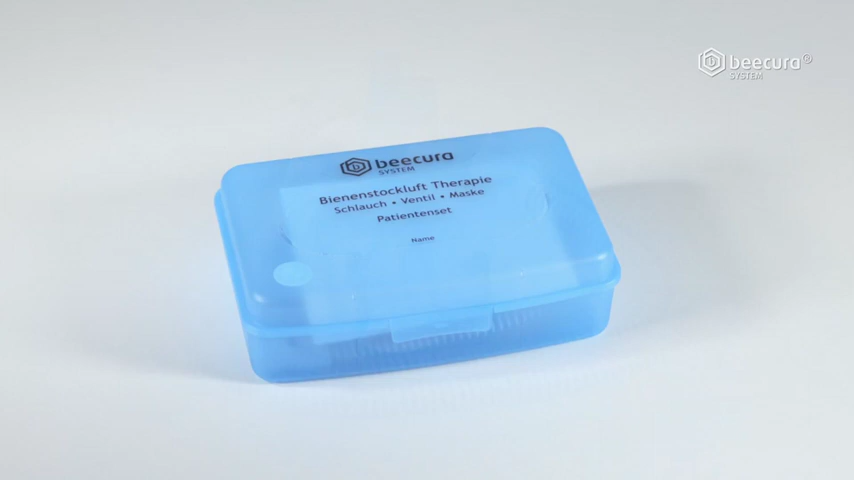 beecura®
SYSTEM
beecura
SYSTEM
Bienenstockluft Therapie
Schlauch • Ventil • Maske
Patientenset
Name